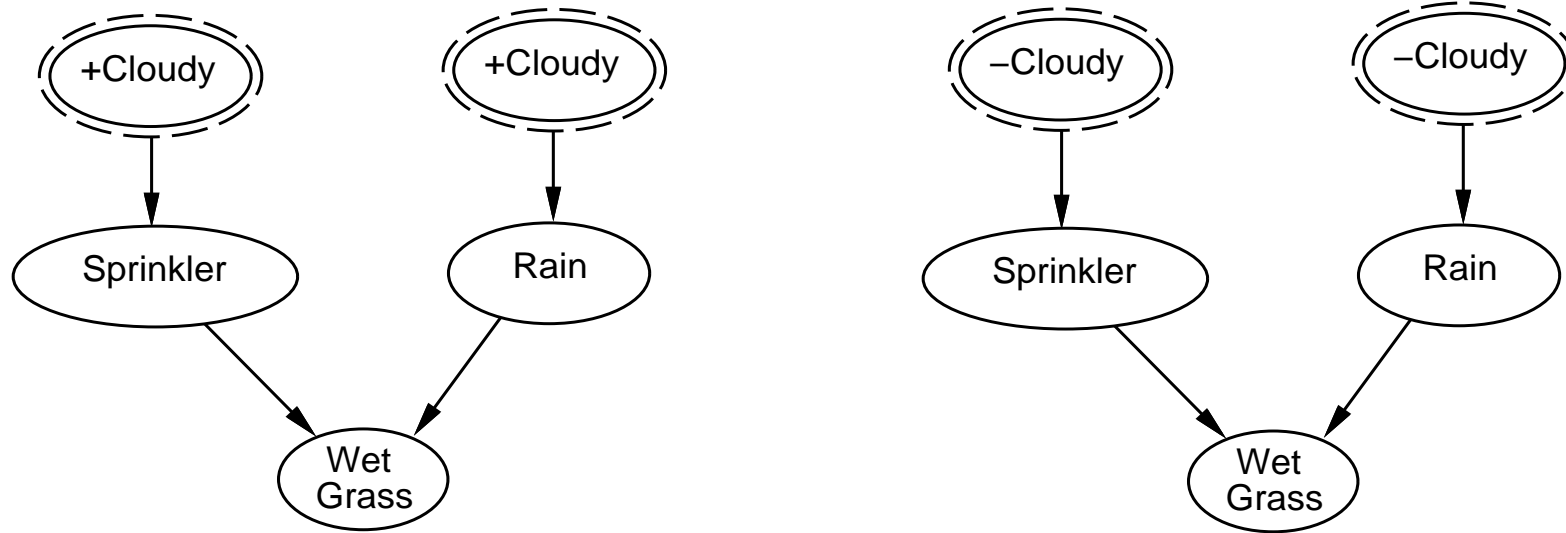 +Cloudy
+Cloudy
Sprinkler
Rain
Wet
Grass
−Cloudy
−Cloudy
Sprinkler
Rain
Wet
Grass